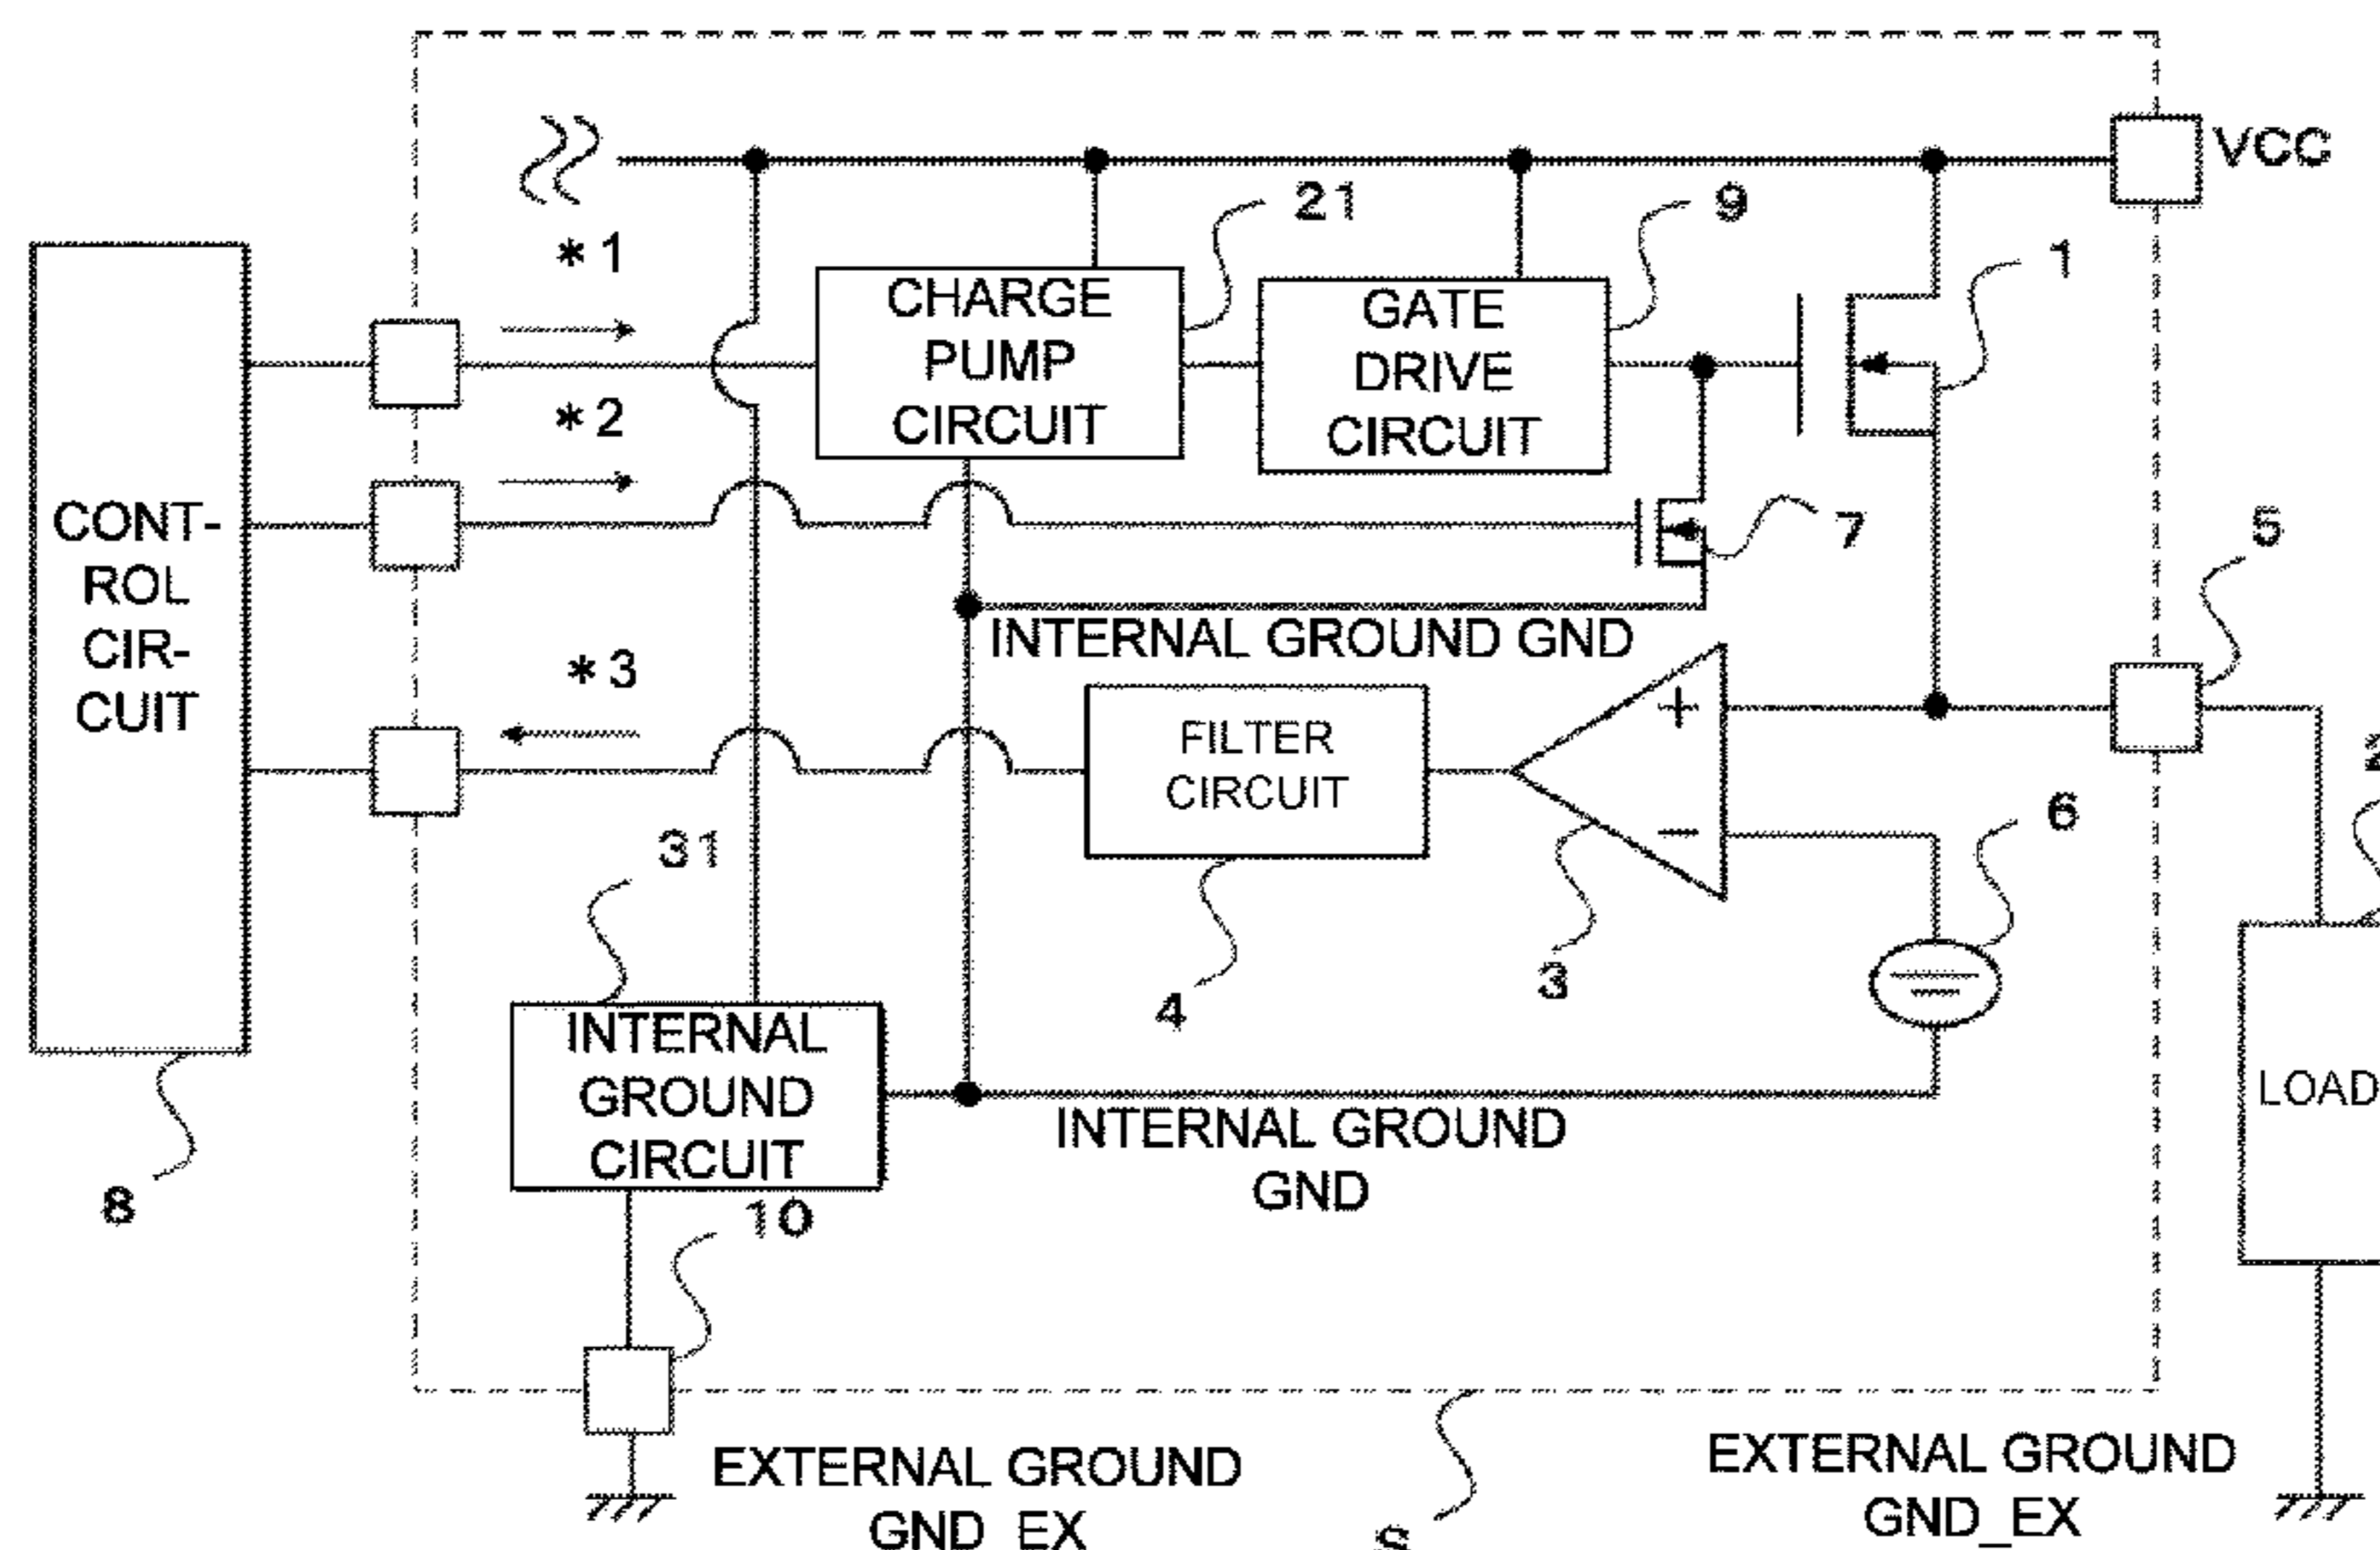 VCC
21
9
1
*1
CHARGE
PUMP
CIRCUIT
GATE
DRIVE
CIRCUIT
*2
CONT-
ROL
CIR-
CUIT
7
5
INTERNAL GROUND GND
*3
+
FILTER
CIRCUIT
2
6
31
−
3
4
INTERNAL
GROUND
CIRCUIT
LOAD
INTERNAL GROUND
GND
8
10
EXTERNAL GROUND
GND_EX
EXTERNAL GROUND
GND_EX
S